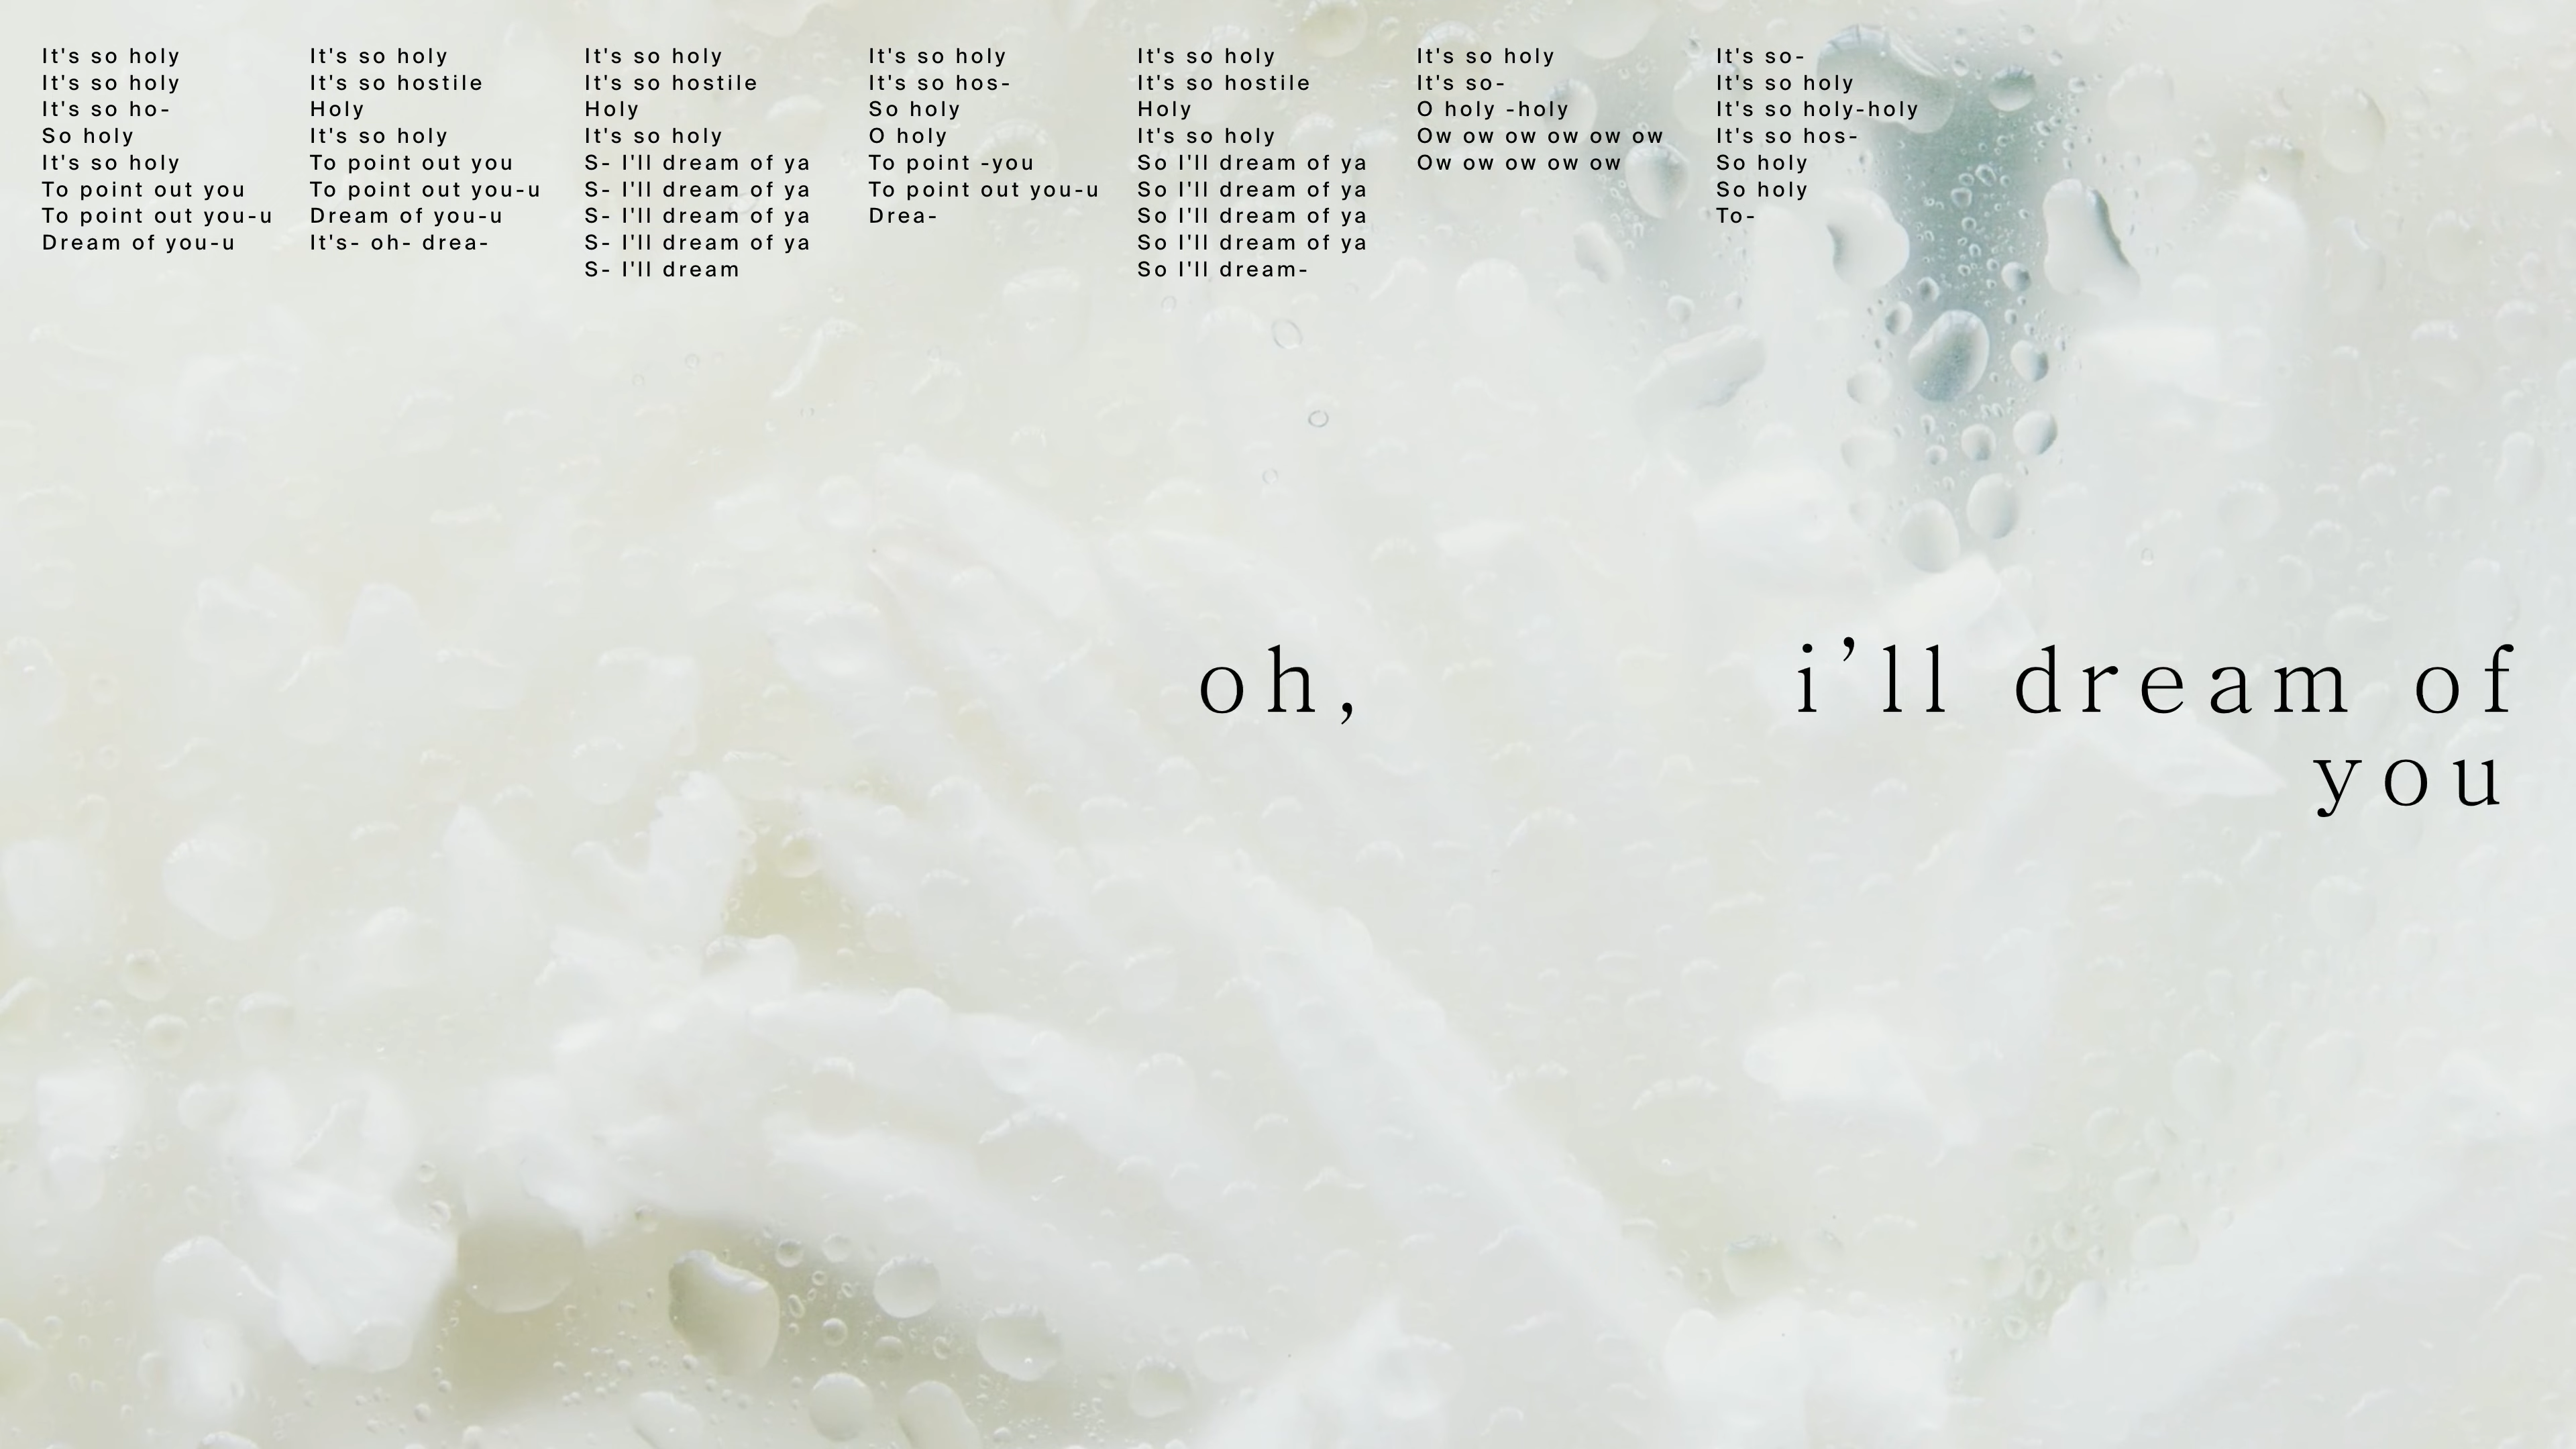 It's so holy
It's so holy
It's so ho-
So holy
It's so holy
To point out you
To point out you-u
Dream of you-u
It's so holy
It's so hostile
Holy
It's so holy
To point out you
To point out you-u
Dream of you-u
It's- oh- drea-
It's so holy
It's so hostile
Holy
It's so holy
S- I'll dream of ya
S- I'll dream of ya
S- I'll dream of ya
S- I'll dream of ya
S- I'll dream
It's so holy
It's so hos-
So holy
O holy
To point -you
To point out you-u
Drea-
It's so holy
It's so hostile
Holy
It's so holy
So I'll dream of ya
So I'll dream of ya
So I'll dream of ya
So I'll dream of ya
So I'll dream-
It's so holy
It's so-
O holy -holy
Ow ow ow ow ow ow
Ow ow ow ow ow
It's so-
It's so holy
It's so holy-holy
It's so hos-
So holy
So holy
To-
oh, i’ll dream of
you